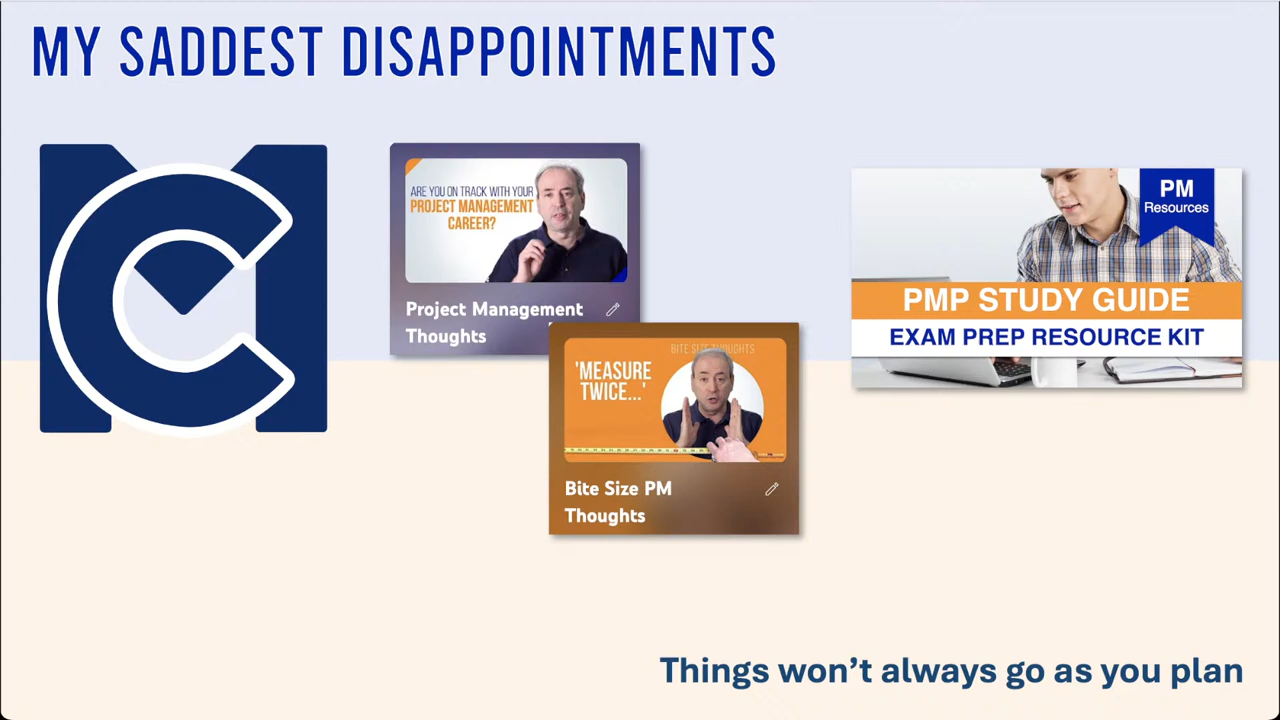 MY SADDEST DISAPPOINTMENTS
MC
ARE YOU ON TRACK WITH YOUR
PROJECT MANAGEMENT
CAREER?
Project Management
Thoughts
BITE SIZE THOUGHTS
'MEASURE
TWICE...'
Bite Size PM
Thoughts
PM
Resources
PMP STUDY GUIDE
EXAM PREP RESOURCE KIT
Things won't always go as you plan